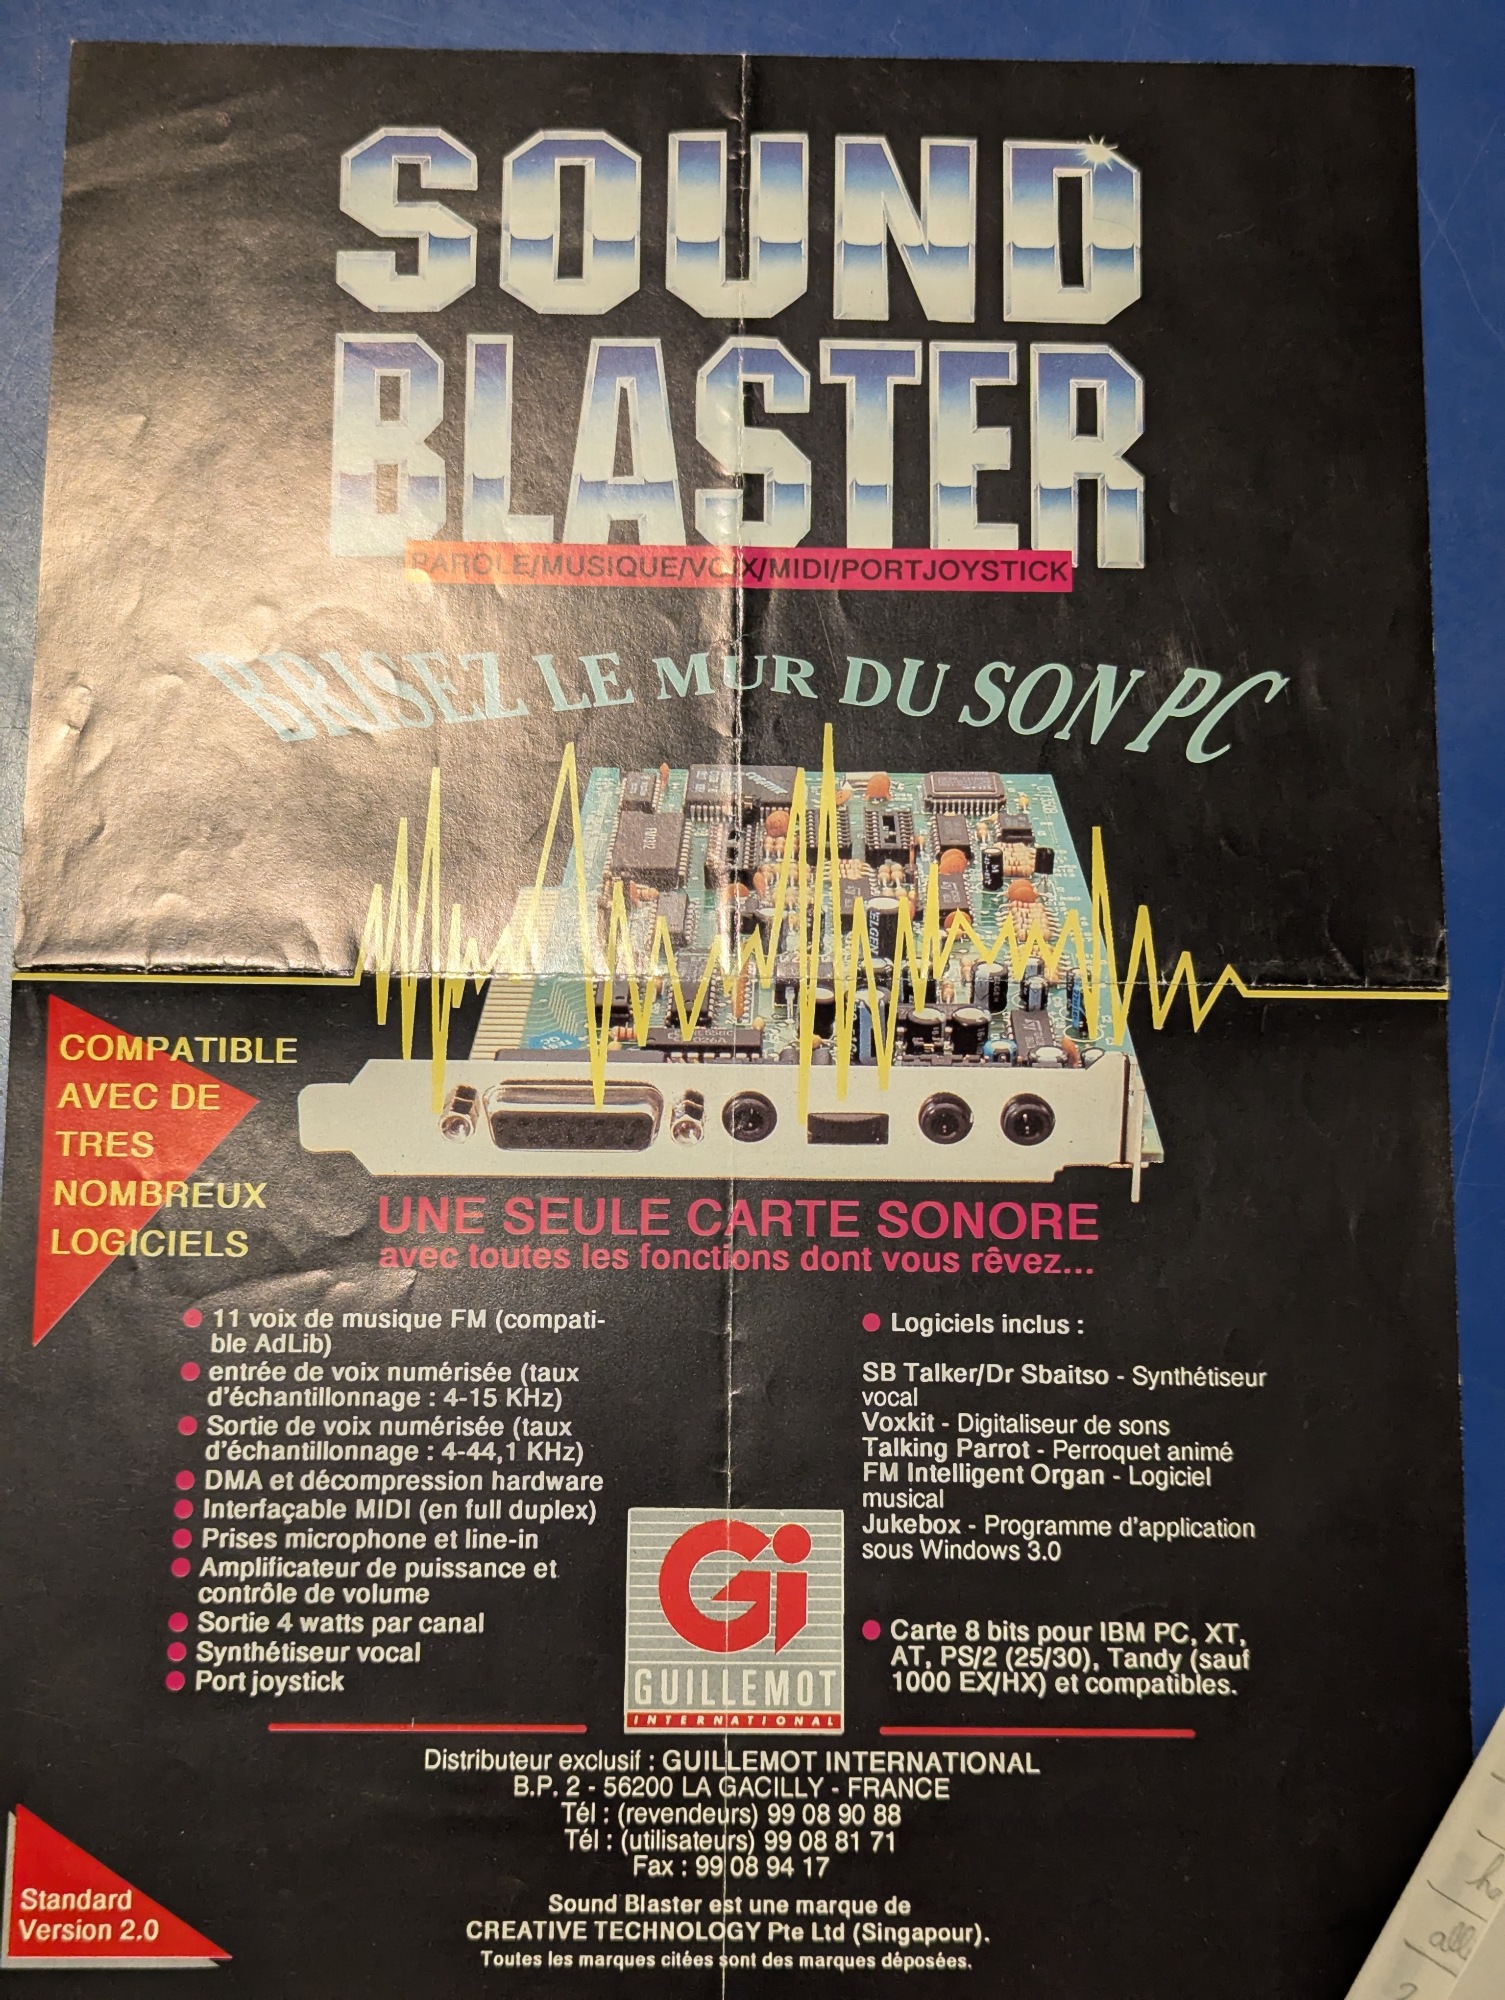 SOUND
BLASTER
PAROLE/MUSIQUE/VOIX/MIDI/PORTJOYSTICK
BRISEZ LE MUR DU SON PC
COMPATIBLE
AVEC DE
TRES
NOMBREUX
LOGICIELS
UNE SEULE CARTE SONORE
avec toutes les fonctions dont vous rêvez...
11 voix de musique FM (compati-
ble AdLib)
entrée de voix numérisée (taux
d'échantillonnage : 4-15 KHz)
Sortie de voix numérisée (taux
d'échantillonnage : 4-44,1 KHz)
DMA et décompression hardware
Interfaçable MIDI (en full duplex)
Prises microphone et line-in
Amplificateur de puissance et
contrôle de volume
Sortie 4 watts par canal
Synthétiseur vocal
Port joystick
Logiciels inclus :
SB Talker/Dr Sbaitso - Synthétiseur
vocal
Voxkit - Digitaliseur de sons
Talking Parrot - Perroquet animé
FM Intelligent Organ - Logiciel
musical
Jukebox - Programme d'application
sous Windows 3.0
Carte 8 bits pour IBM PC, XT,
AT, PS/2 (25/30), Tandy (sauf
1000 EX/HX) et compatibles.
Gi
GUILLEMOT
INTERNATIONAL
Distributeur exclusif : GUILLEMOT INTERNATIONAL
B.P. 2 - 56200 LA GACILLY - FRANCE
Tél : (revendeurs) 99 08 90 88
Tél : (utilisateurs) 99 08 81 71
Fax : 99 08 94 17
Sound Blaster est une marque de
CREATIVE TECHNOLOGY Pte Ltd (Singapour).
Toutes les marques citées sont des marques déposées.
Standard
Version 2.0